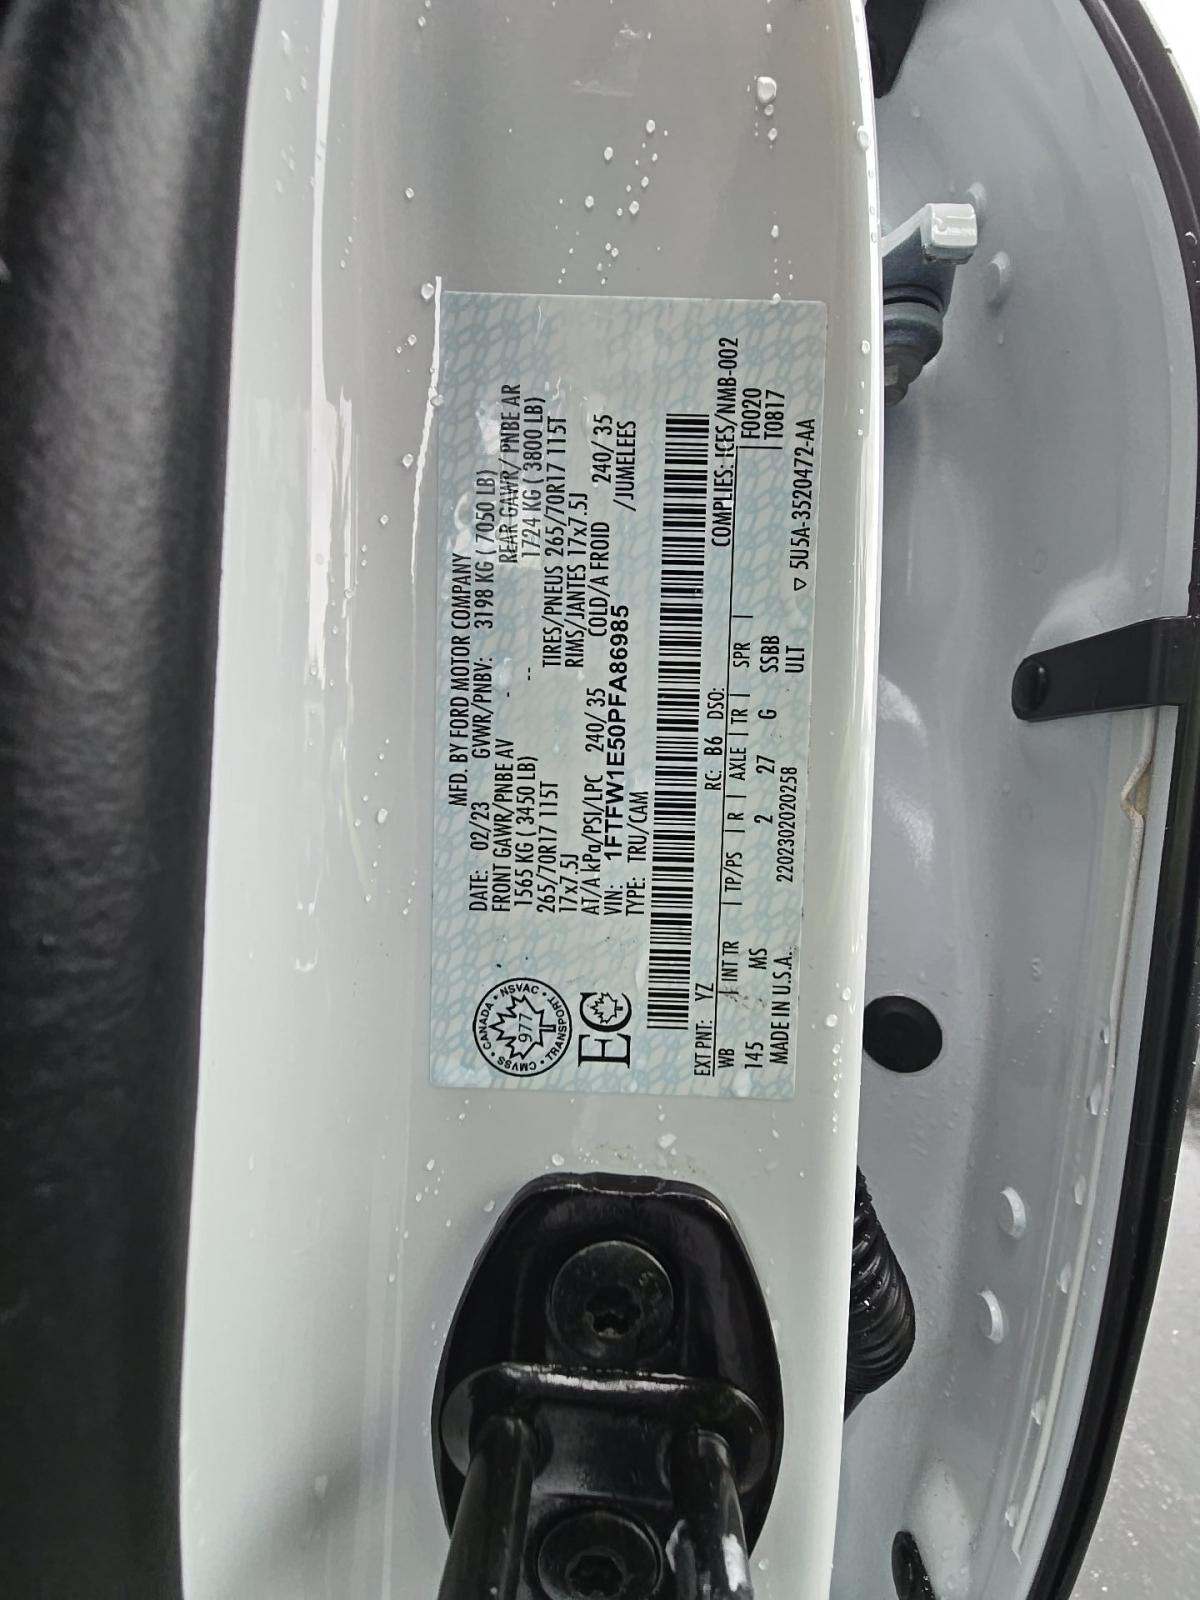 MFD. BY FORD MOTOR COMPANY
DATE: 02/23 GVWR/PNBV: 3198 KG ( 7050 LB)
FRONT GAWR/PNBE AV - REAR GAWR/ PNBE AR
1565 KG ( 3450 LB) -- 1724 KG ( 3800 LB)
265/70R17 115T TIRES/PNEUS 265/70R17 115T
17x7.5J RIMS/JANTES 17x7.5J
AT/A kPa/PSI/LPC 240/ 35 COLD/A FROID 240/ 35
VIN: 1FTFW1E50PFA86985 /JUMELEES
TYPE: TRU/CAM
CANADA • NSVAC • TRANSPORT • CMVSS •
977
EC
COMPLIES: ICES/NMB-002
EXT PNT: YZ RC: B6 DSO:
WB INT TR TP/PS R AXLE TR SPR F0020
145 MS 2 27 G SSBB T0817
MADE IN U.S.A. 2202302020258 ULT
▽ 5U5A-3520472-AA